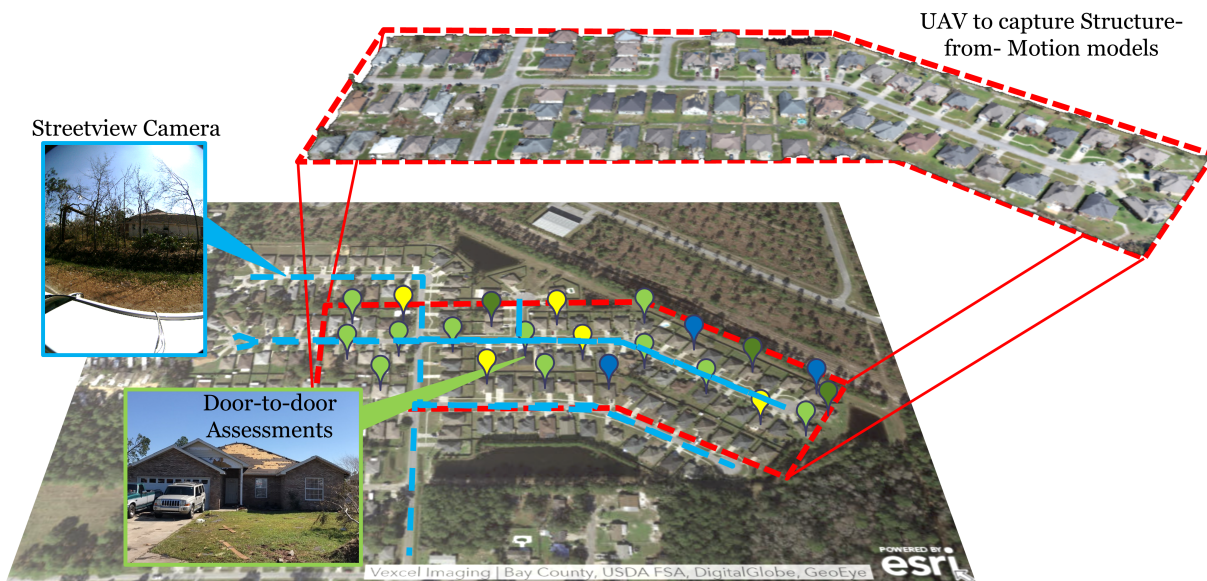 UAV to capture Structure-
from- Motion models
Streetview Camera
Door-to-door
Assessments
POWERED BY
esri
Vexcel Imaging | Bay County, USDA FSA, DigitalGlobe, GeoEye